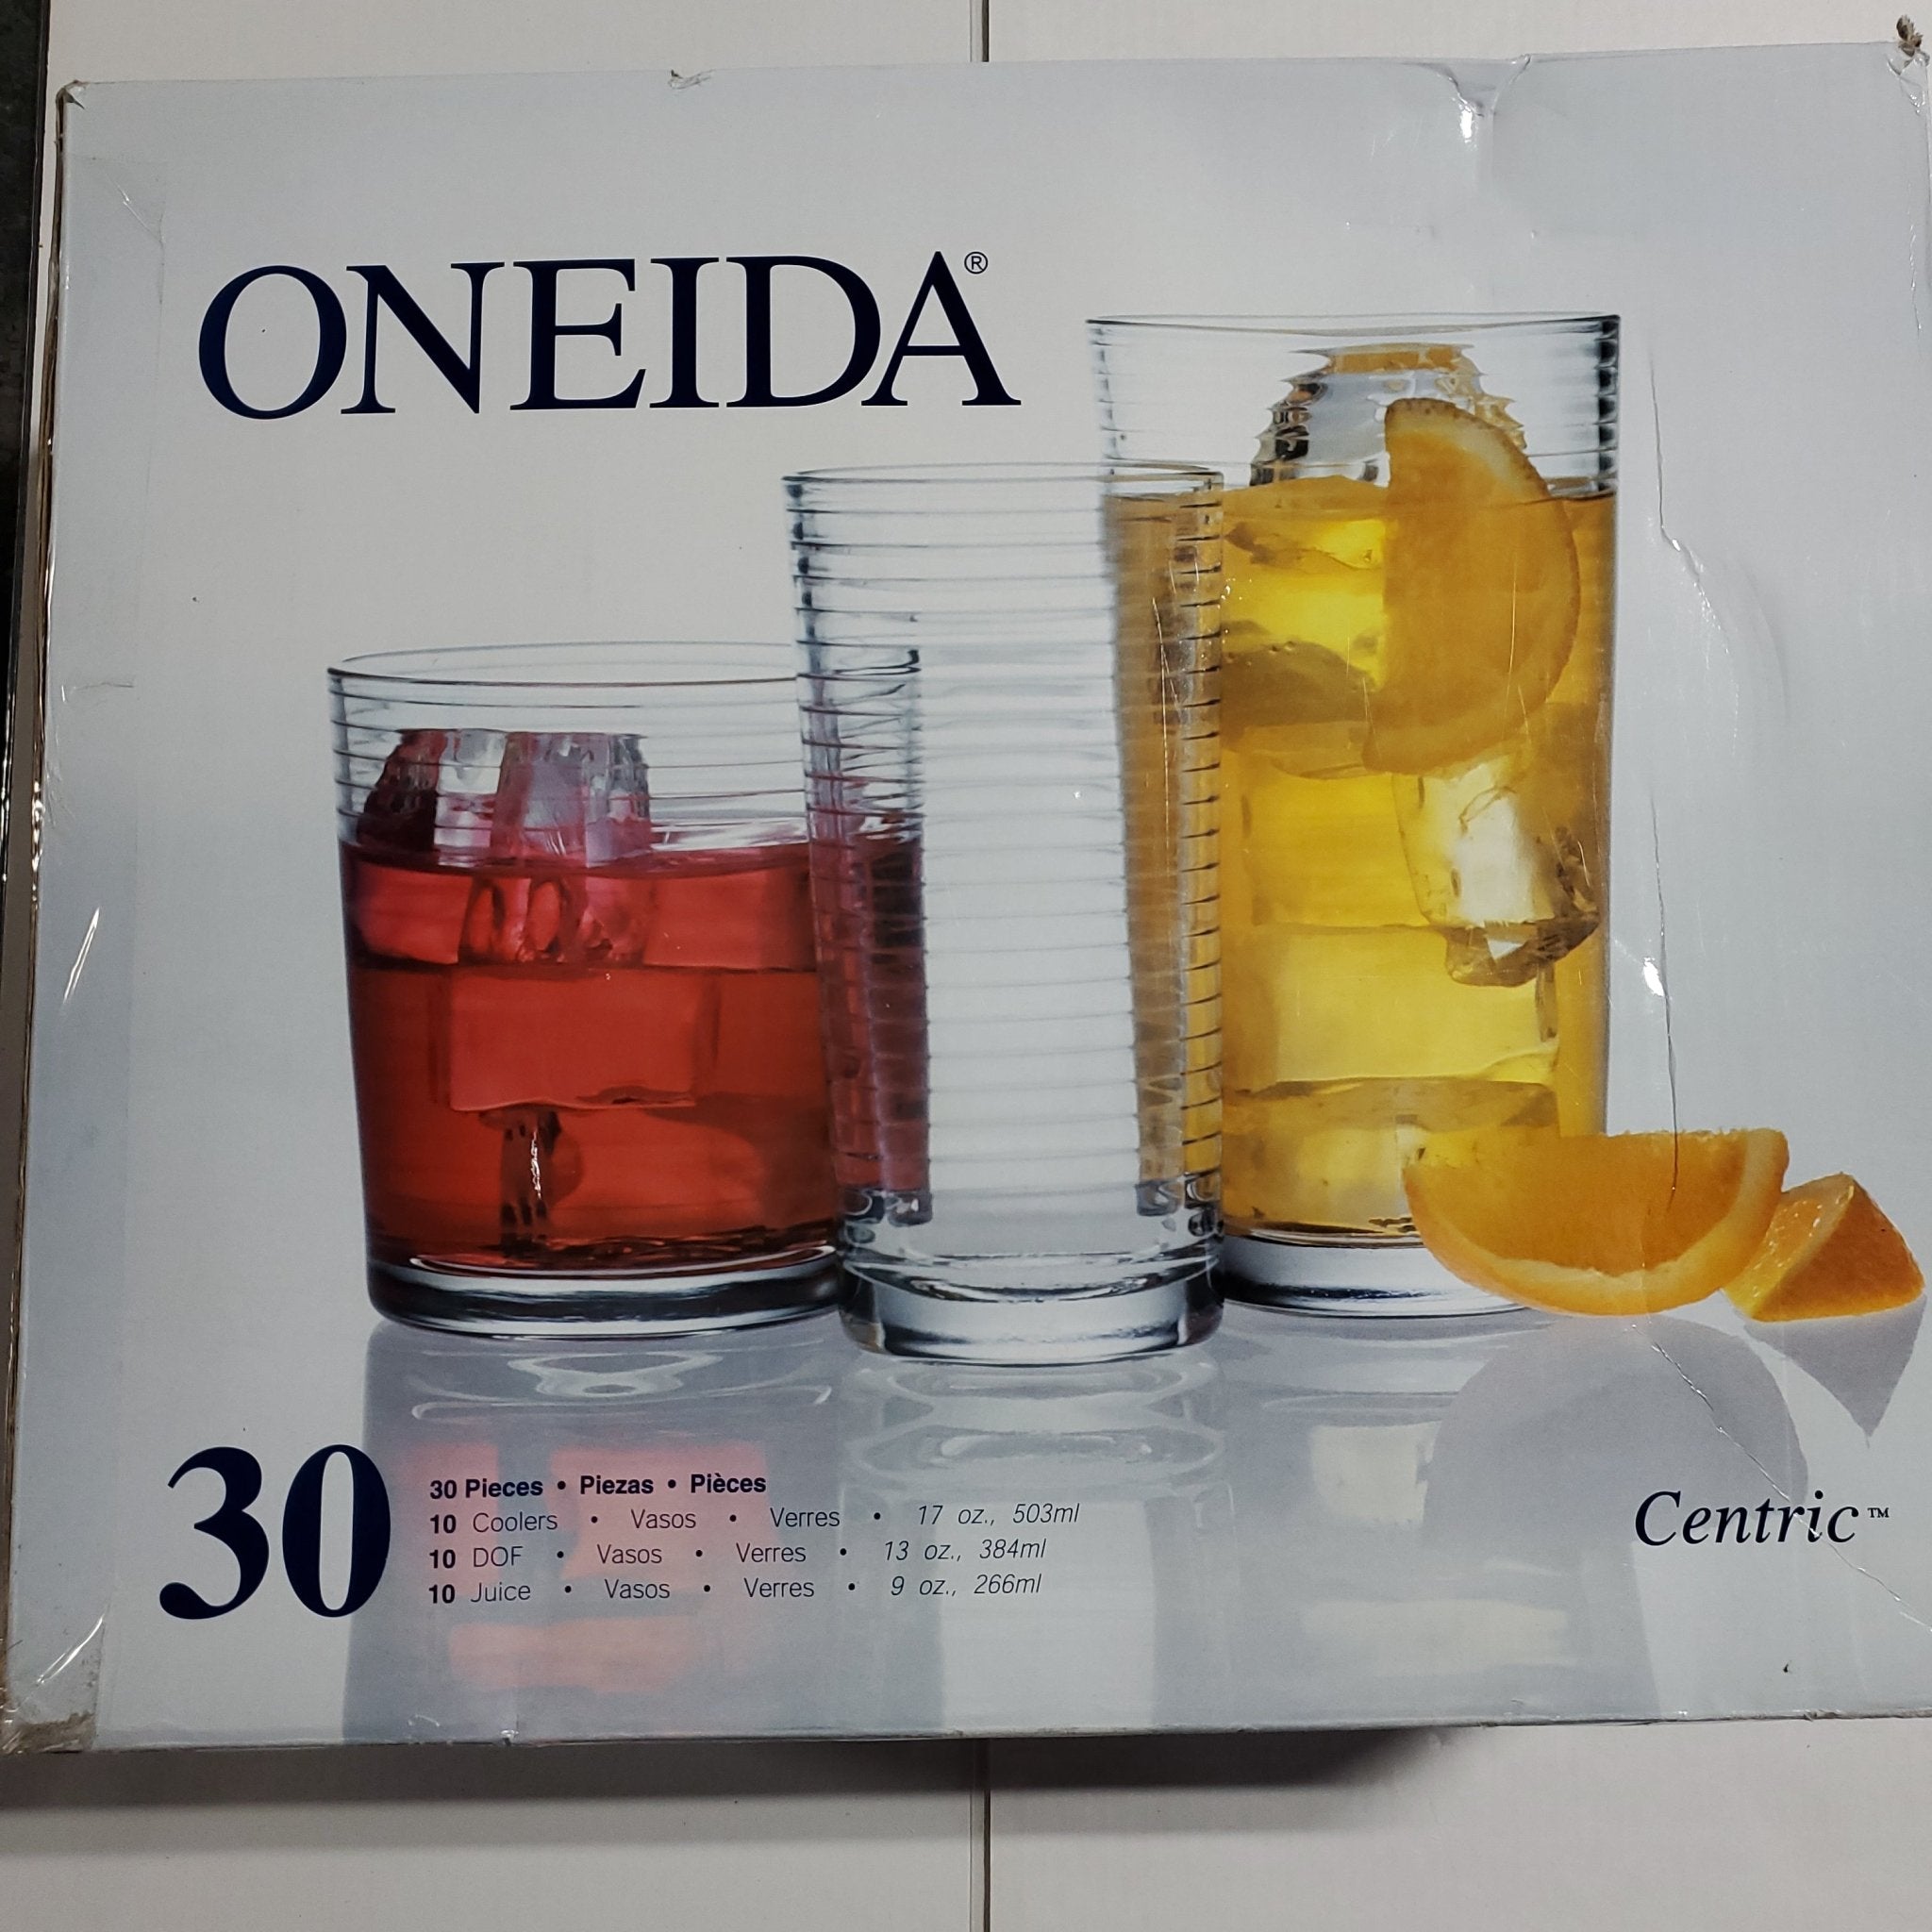 ONEIDA®
30
30 Pieces • Piezas • Pièces
10 Coolers • Vasos • Verres • 17 oz., 503ml
10 DOF • Vasos • Verres • 13 oz., 384ml
10 Juice • Vasos • Verres • 9 oz., 266ml
Centric™